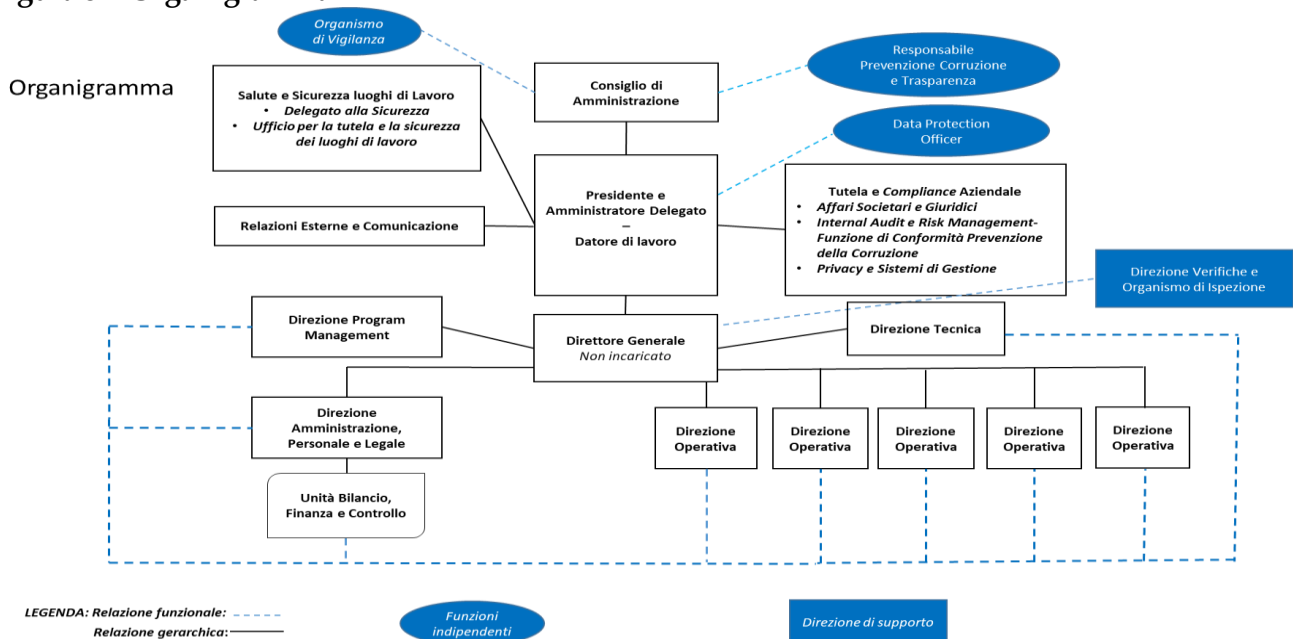 Organismo
di Vigilanza
Responsabile
Prevenzione Corruzione
e Trasparenza
Organigramma
Salute e Sicurezza luoghi di Lavoro
• Delegato alla Sicurezza
• Ufficio per la tutela e la sicurezza
dei luoghi di lavoro
Consiglio di
Amministrazione
Data Protection
Officer
Presidente e
Amministratore Delegato
–
Datore di lavoro
Tutela e Compliance Aziendale
• Affari Societari e Giuridici
• Internal Audit e Risk Management-
Funzione di Conformità Prevenzione
della Corruzione
• Privacy e Sistemi di Gestione
Relazioni Esterne e Comunicazione
Direzione Verifiche e
Organismo di Ispezione
Direzione Program
Management
Direttore Generale
Non incaricato
Direzione Tecnica
Direzione
Amministrazione,
Personale e Legale
Direzione
Operativa
Direzione
Operativa
Direzione
Operativa
Direzione
Operativa
Direzione
Operativa
Unità Bilancio,
Finanza e Controllo
LEGENDA: Relazione funzionale:
Relazione gerarchica:
Funzioni
indipendenti
Direzione di supporto